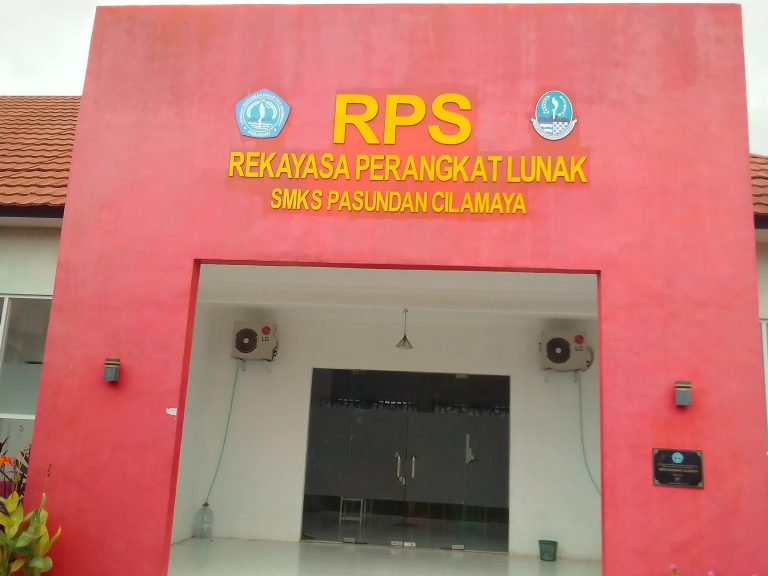 RPS
REKAYASA PERANGKAT LUNAK
SMKS PASUNDAN CILAMAYA
LG
LG